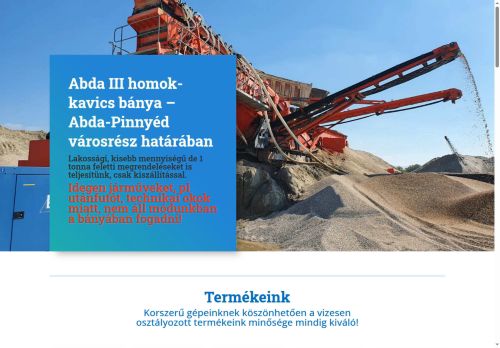 Abda III homok-
kavics bánya –
Abda-Pinnyéd
városrész határában
Lakossági, kisebb mennyiségű de 1
tonna feletti megrendeléseket is
teljesítünk, csak kiszállítással.
Idegen járműveket, pl
utánfutót, technikai okok
miatt, nem áll módunkban
a bányában fogadni!
Termékeink
Korszerű gépeinknek köszönhetően a vizesen
osztályozott termékeink minősége mindig kiváló!